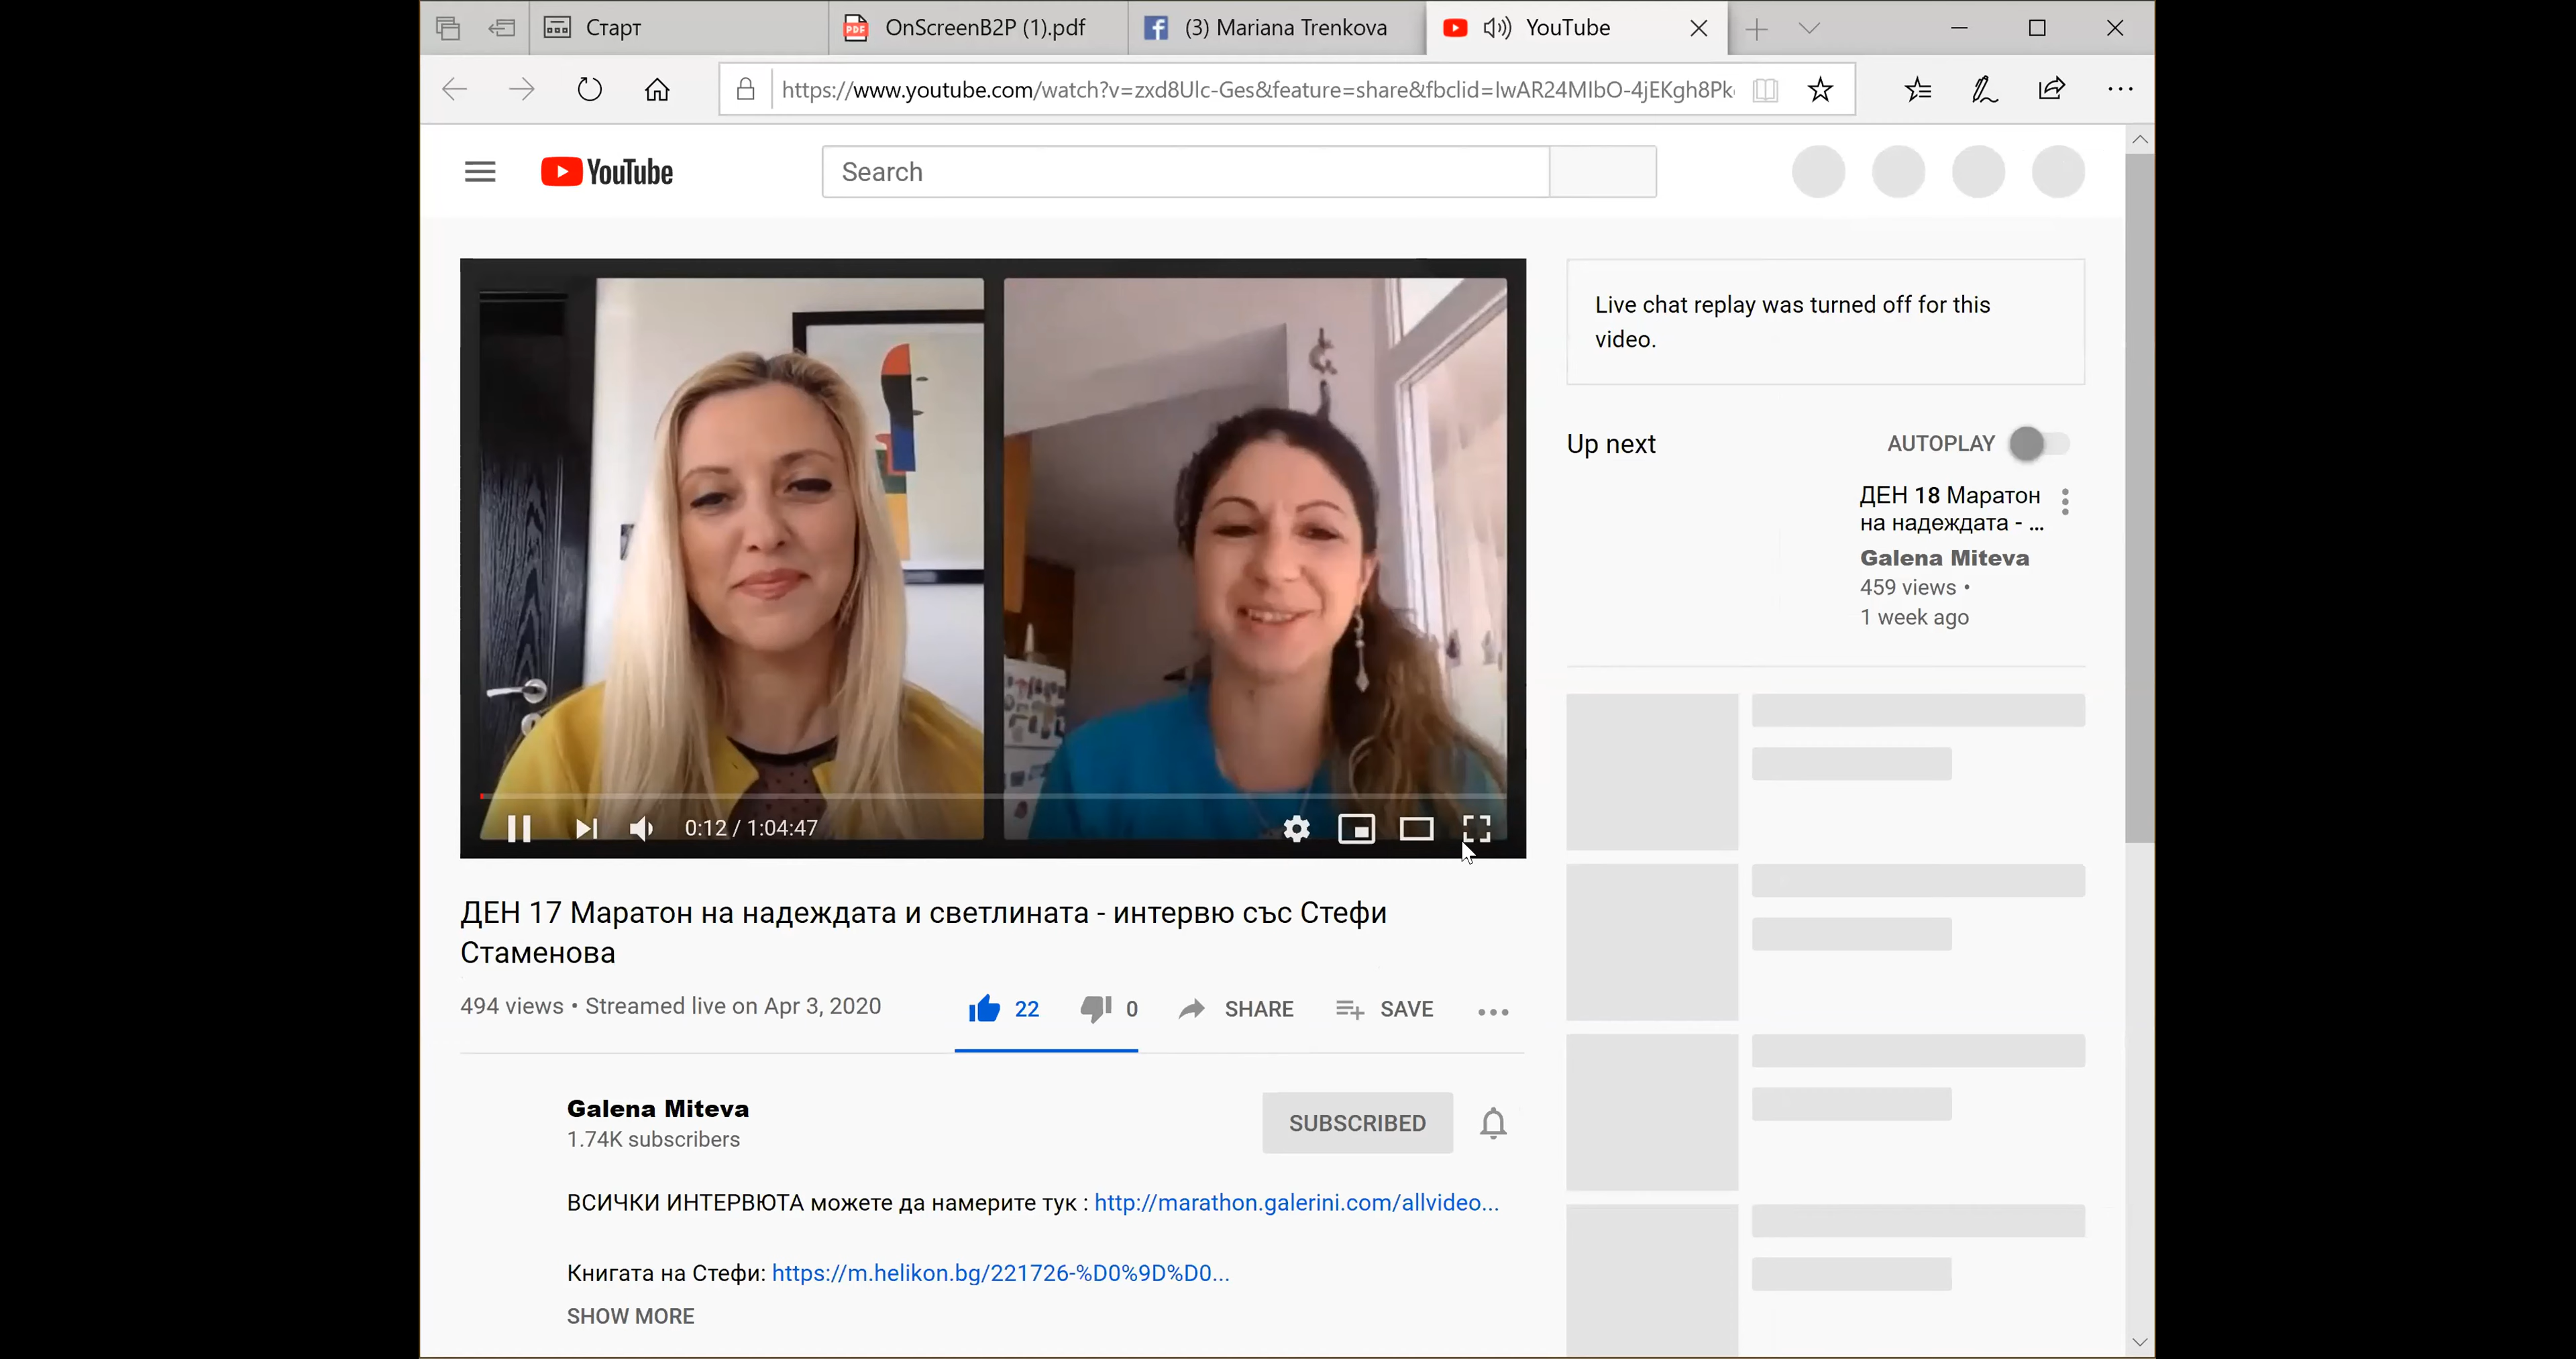 Старт
OnScreenB2P (1).pdf
(3) Mariana Trenkova
YouTube
https://www.youtube.com/watch?v=zxd8Ulc-Ges&feature=share&fbclid=IwAR24MIbO-4jEKgh8Pk
YouTube
Search
Live chat replay was turned off for this
video.
Up next
AUTOPLAY
ДЕН 18 Маратон
на надеждата - ...
Galena Miteva
459 views •
1 week ago
0:12 / 1:04:47
ДЕН 17 Маратон на надеждата и светлината - интервю със Стефи
Стаменова
494 views • Streamed live on Apr 3, 2020
22
0
SHARE
SAVE
Galena Miteva
1.74K subscribers
SUBSCRIBED
ВСИЧКИ ИНТЕРВЮТА можете да намерите тук : http://marathon.galerini.com/allvideo...
Книгата на Стефи: https://m.helikon.bg/221726-%D0%9D%D0...
SHOW MORE